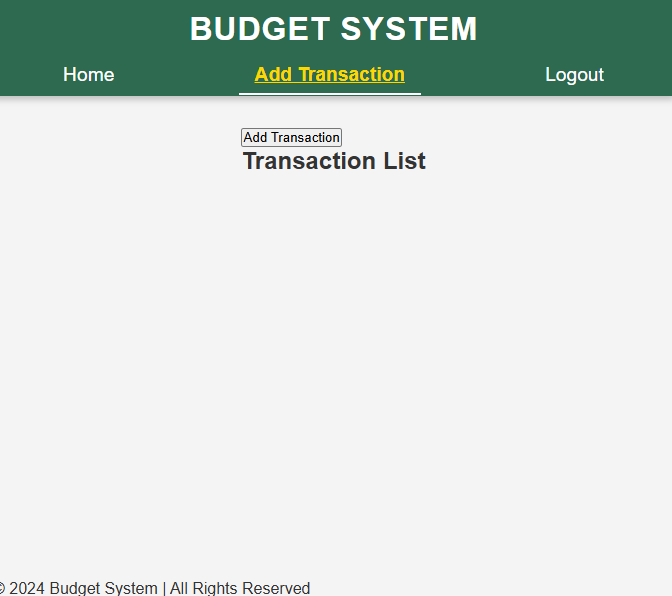 BUDGET SYSTEM
Home Add Transaction Logout
Add Transaction
Transaction List
© 2024 Budget System | All Rights Reserved